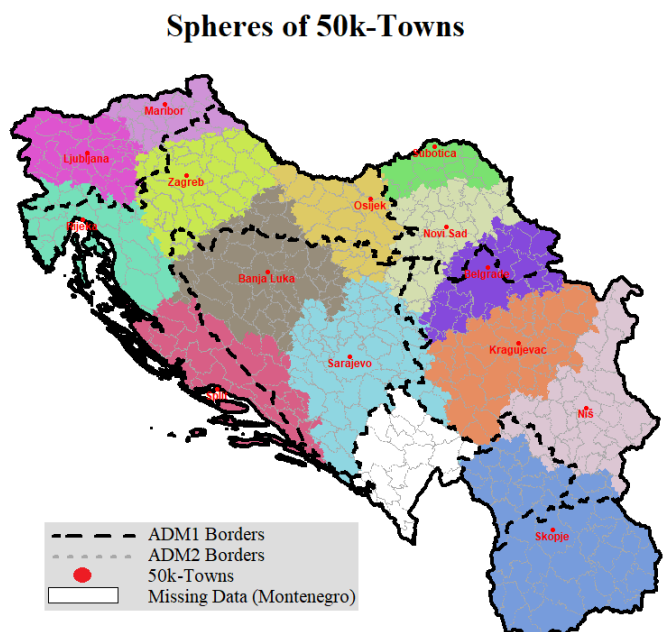 Spheres of 50k-Towns
Maribor
Subotica
Ljubljana
Zagreb
Osijek
Rijeka
Novi Sad
Banja Luka
Belgrade
Kragujevac
Sarajevo
Split
Niš
Skopje
ADM1 Borders
ADM2 Borders
50k-Towns
Missing Data (Montenegro)